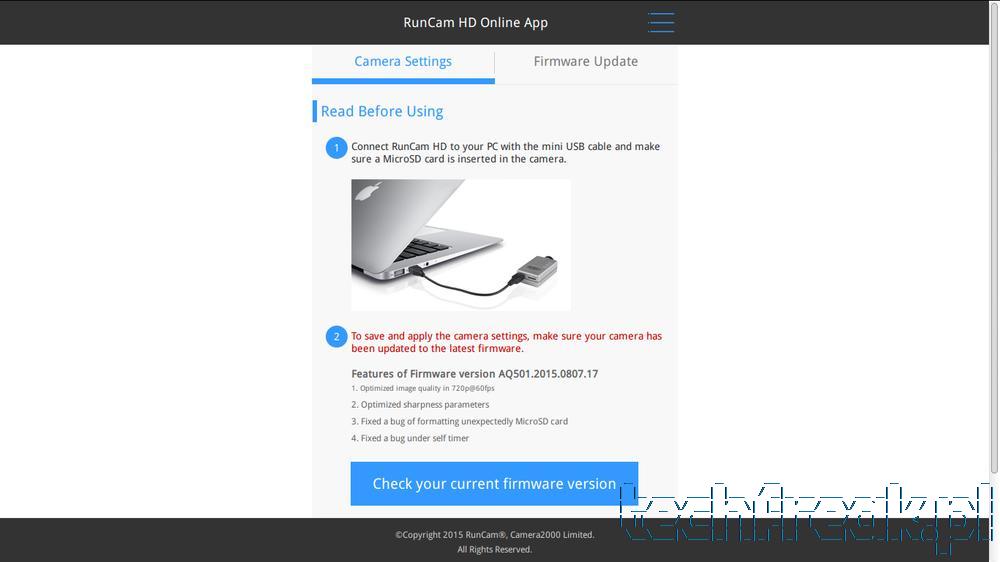 RunCam HD Online App
Camera Settings
Firmware Update
Read Before Using
1
Connect RunCam HD to your PC with the mini USB cable and make
sure a MicroSD card is inserted in the camera.
2
To save and apply the camera settings, make sure your camera has
been updated to the latest firmware.
Features of Firmware version AQ501.2015.0807.17
1. Optimized image quality in 720p@60fps
2. Optimized sharpness parameters
3. Fixed a bug of formatting unexpectedly MicroSD card
4. Fixed a bug under self timer
Check your current firmware version
techfreak.pl
©Copyright 2015 RunCam®, Camera2000 Limited.
All Rights Reserved.